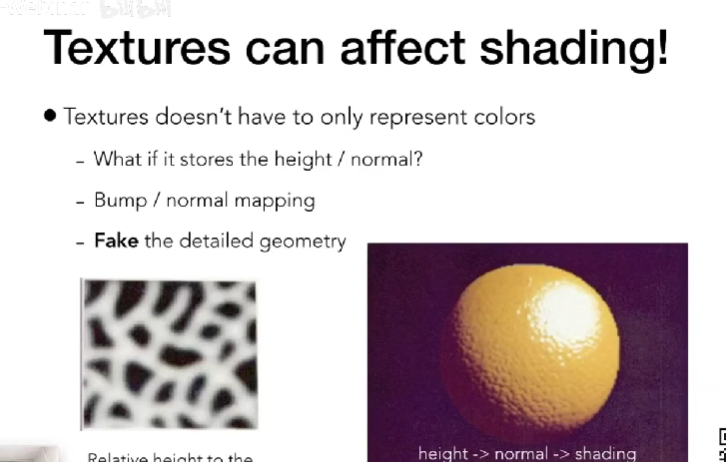 Textures can affect shading!
● Textures doesn't have to only represent colors
- What if it stores the height / normal?
- Bump / normal mapping
- Fake the detailed geometry
Relative height to the
height -> normal -> shading